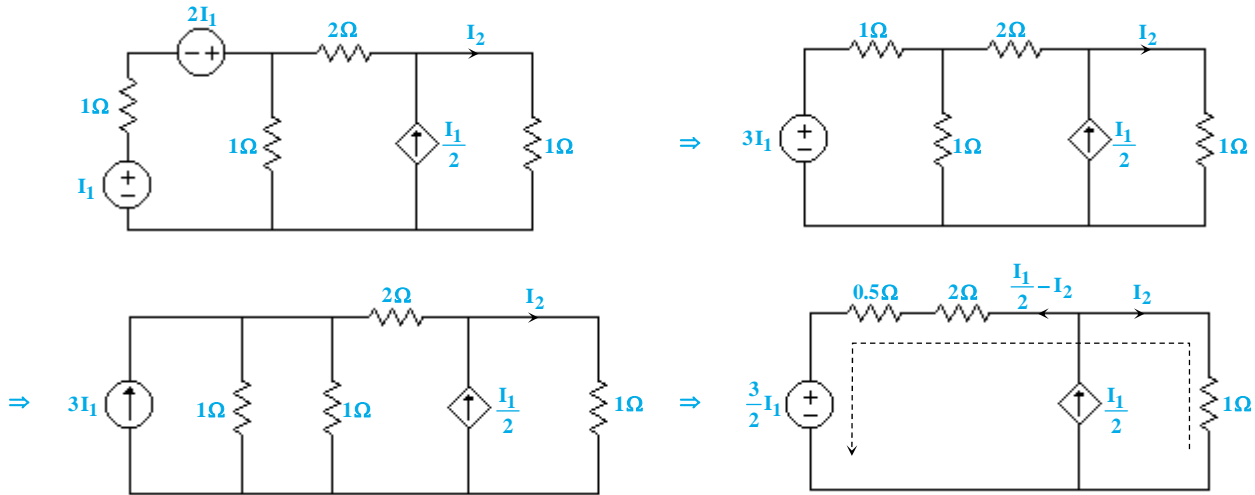 2I₁
2Ω
I₂
1Ω
1Ω
I₁/2
1Ω
I₁
− +
+
−
⇒
1Ω
2Ω
I₂
3I₁
+
−
1Ω
I₁/2
1Ω
⇒
2Ω
I₂
3I₁
1Ω
1Ω
I₁/2
1Ω
⇒
0.5Ω
2Ω
I₁/2 − I₂
I₂
3/2 I₁
+
−
I₁/2
1Ω